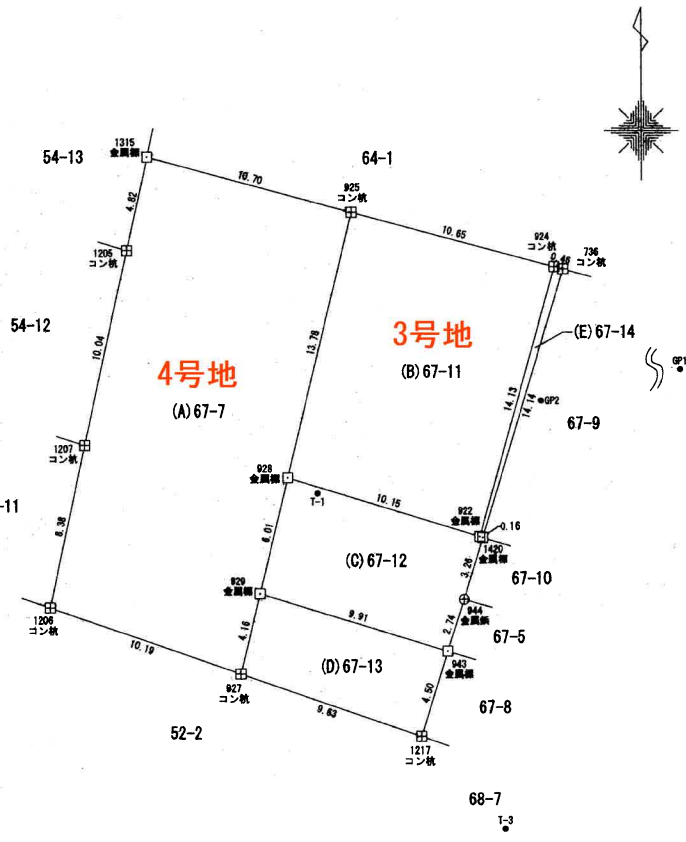 1315
金属標
54-13
64-1
10.70
925
コン杭
4.82
10.65
924
コン杭
0.46
736
コン杭
1205
コン杭
54-12
10.04
13.78
3号地
(B)67-11
(E)67-14
GP1
4号地
(A)67-7
14.13
14.14
GP2
67-9
1207
コン杭
928
金属標
T-1
10.15
-11
8.38
922
金属標
0.16
1420
金属標
6.01
(C)67-12
3.26
67-10
929
金属標
9.91
944
金属鋲
67-5
2.74
1206
コン杭
4.16
10.19
(D)67-13
943
金属標
927
コン杭
4.50
67-8
9.63
52-2
1217
コン杭
68-7
T-3